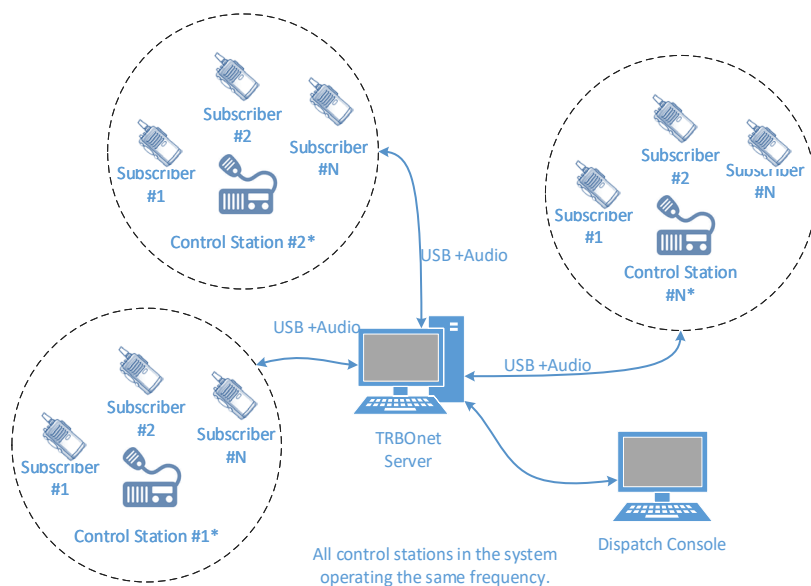 Subscriber
#1
Subscriber
#2
Subscriber
#N
Control Station #2*
Subscriber
#1
Subscriber
#2
Subscriber
#N
Control Station
#N*
USB +Audio
USB +Audio
USB +Audio
Subscriber
#1
Subscriber
#2
Subscriber
#N
Control Station #1*
TRBOnet
Server
Dispatch Console
All control stations in the system
operating the same frequency.